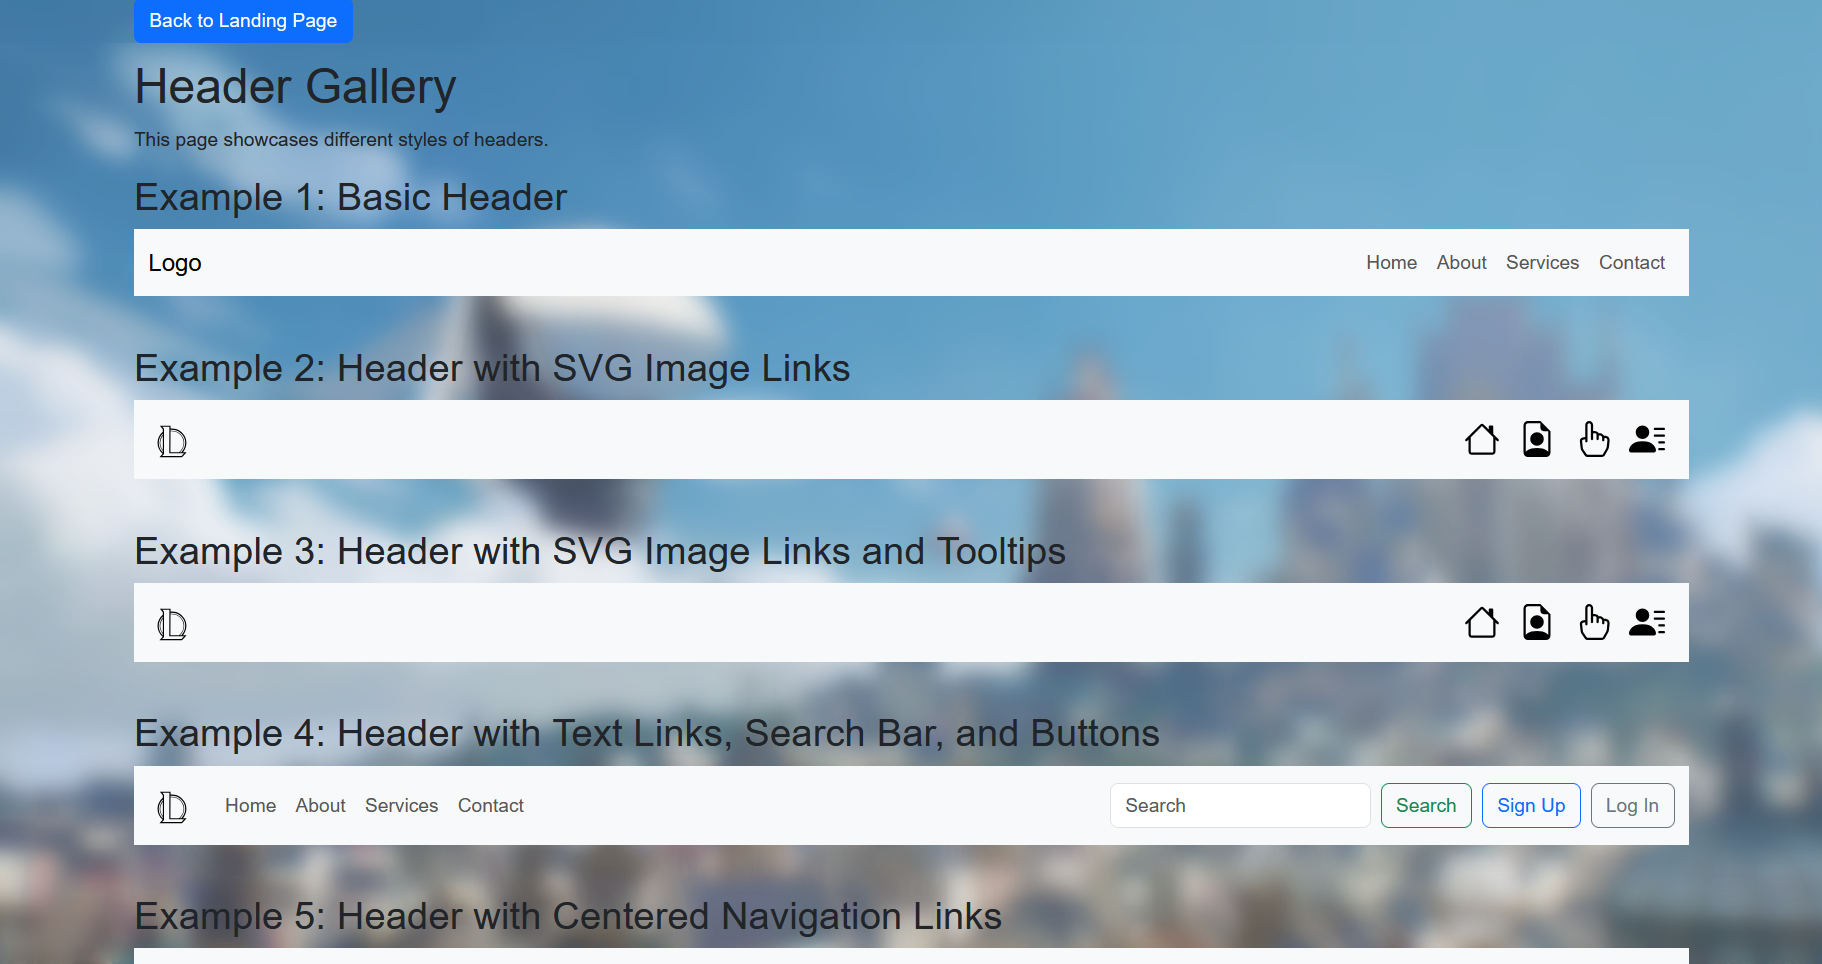 Back to Landing Page
Header Gallery
This page showcases different styles of headers.
Example 1: Basic Header
Logo Home About Services Contact
Example 2: Header with SVG Image Links
Example 3: Header with SVG Image Links and Tooltips
Example 4: Header with Text Links, Search Bar, and Buttons
Home About Services Contact Search Search Sign Up Log In
Example 5: Header with Centered Navigation Links